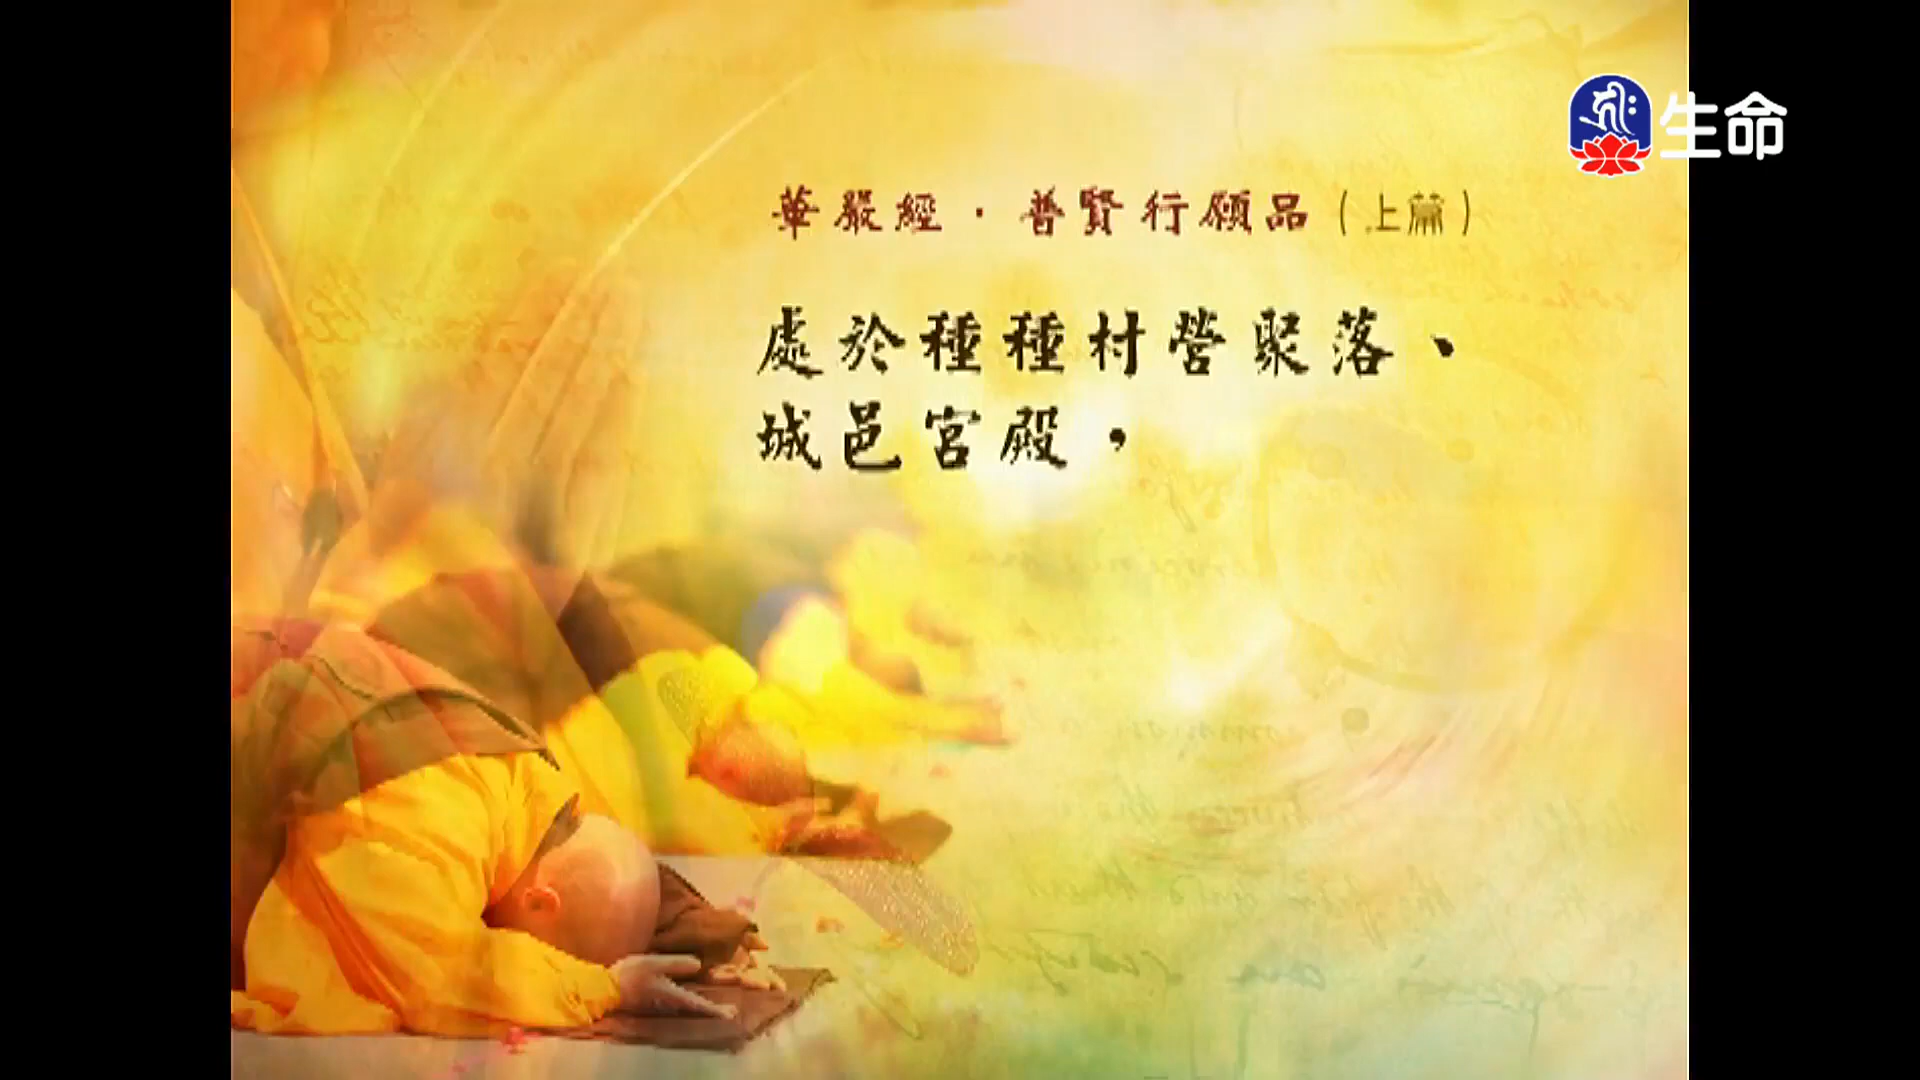 生命
華嚴經·普賢行願品(上篇)
處於種種村營聚落、
城邑宮殿，